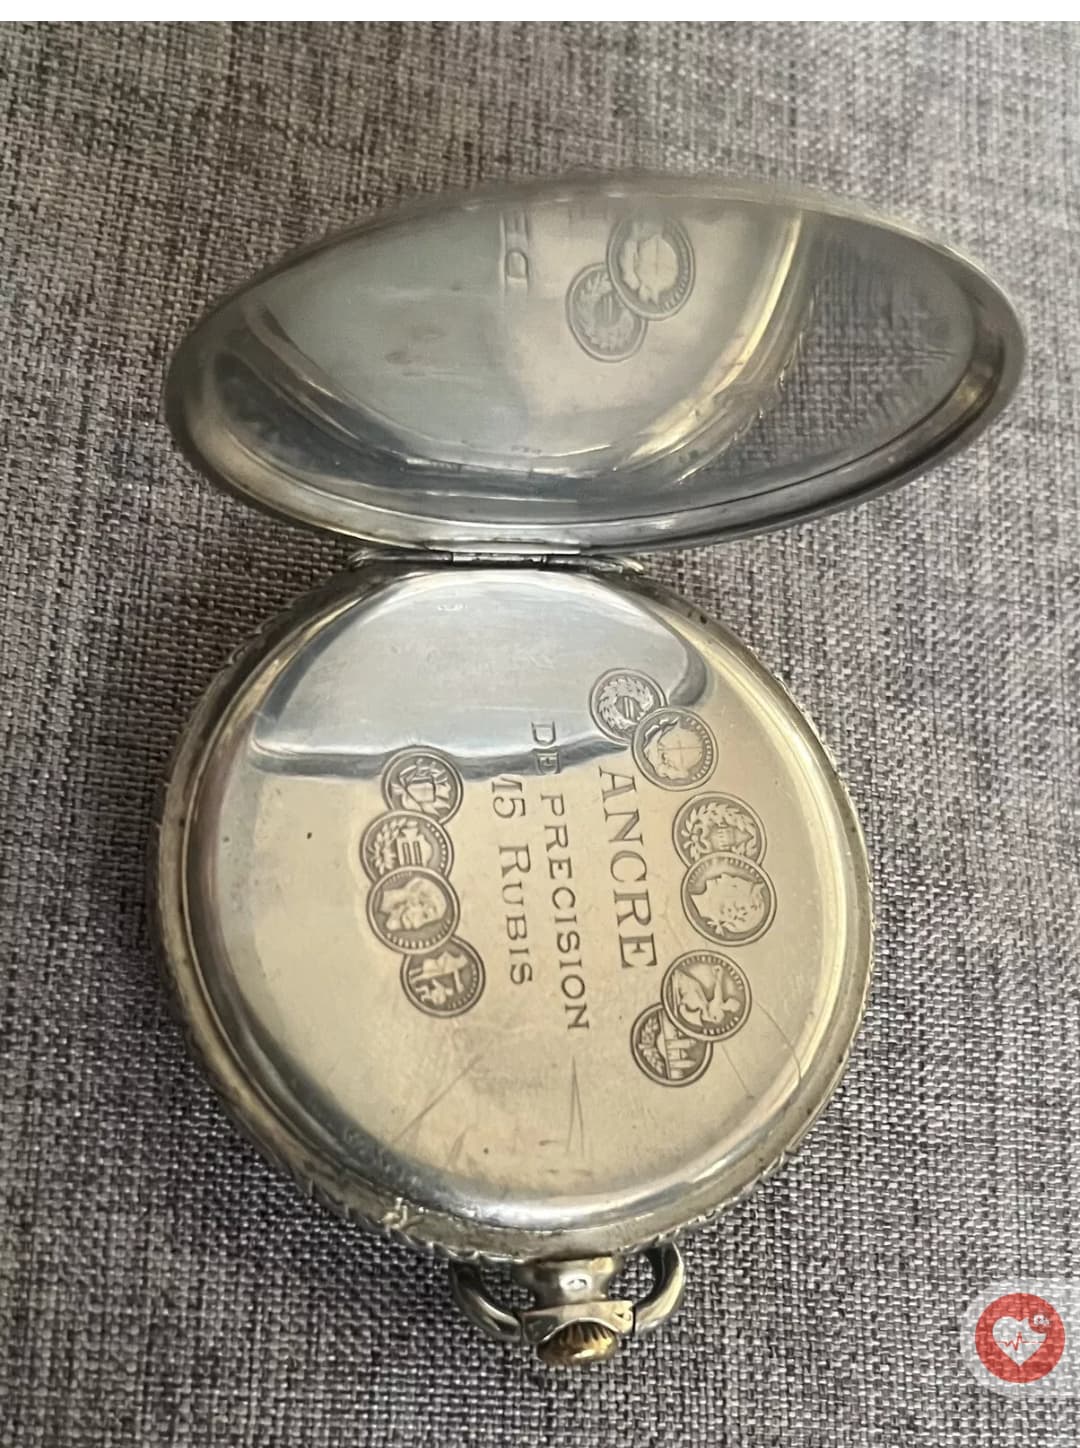 ANCRE
DE PRECISION
15 RUBIS